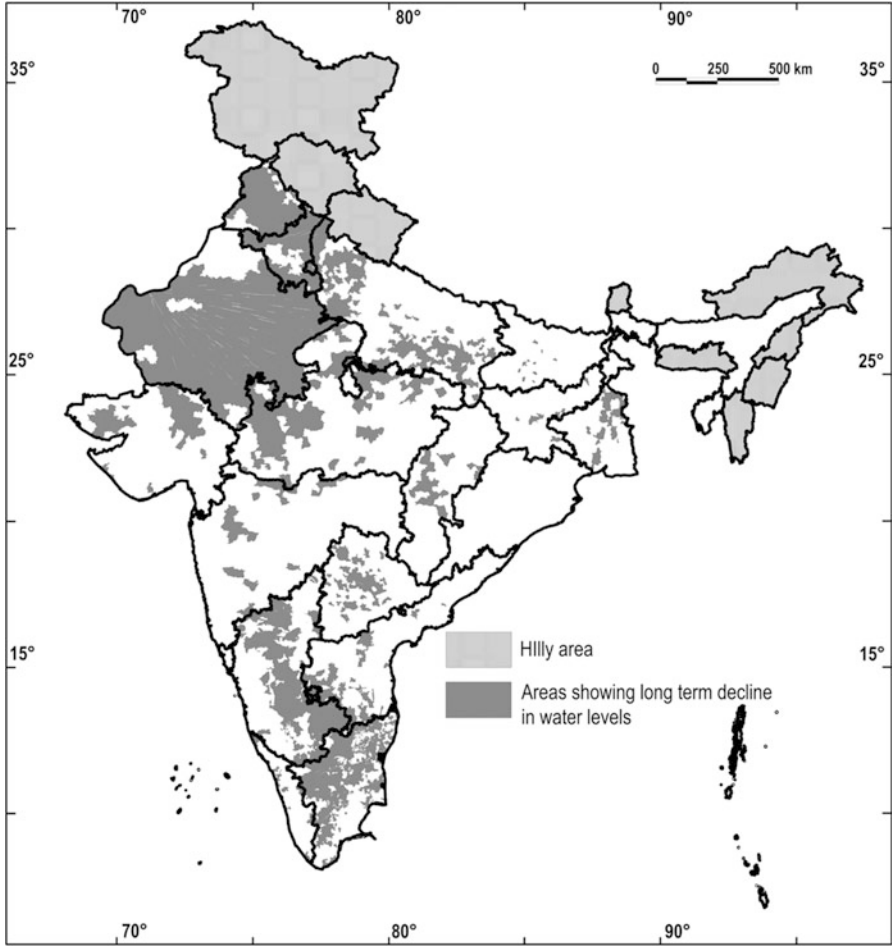 70° 80° 90°
35° 0 250 500 km 35°
25° 25°
15° 15°
HIlly area
Areas showing long term decline
in water levels
70° 80° 90°